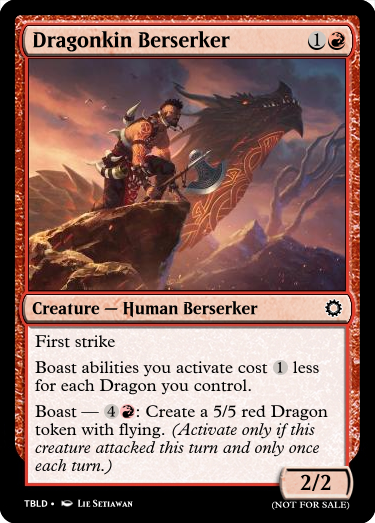 Dragonkin Berserker 1
Creature — Human Berserker
First strike
Boast abilities you activate cost 1 less
for each Dragon you control.
Boast — 4 : Create a 5/5 red Dragon
token with flying. (Activate only if this
creature attacked this turn and only once
each turn.)
2/2
TBLD • Lie Setiawan
(NOT FOR SALE)